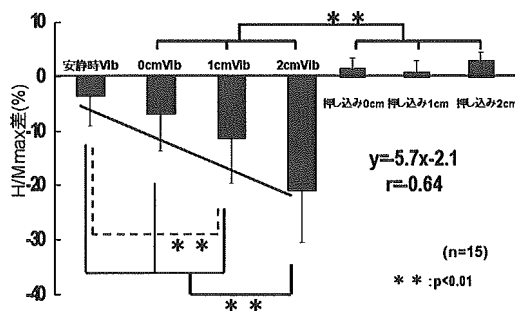 ＊＊
安静時Vib 0cmVib 1cmVib 2cmVib
押し込み0cm 押し込み1cm 押し込み2cm
H/Mmax差(%)
10
0
-10
-20
-30
-40
y=-5.7x-2.1
r=-0.64
＊＊
＊＊
(n=15)
＊＊:p<0.01